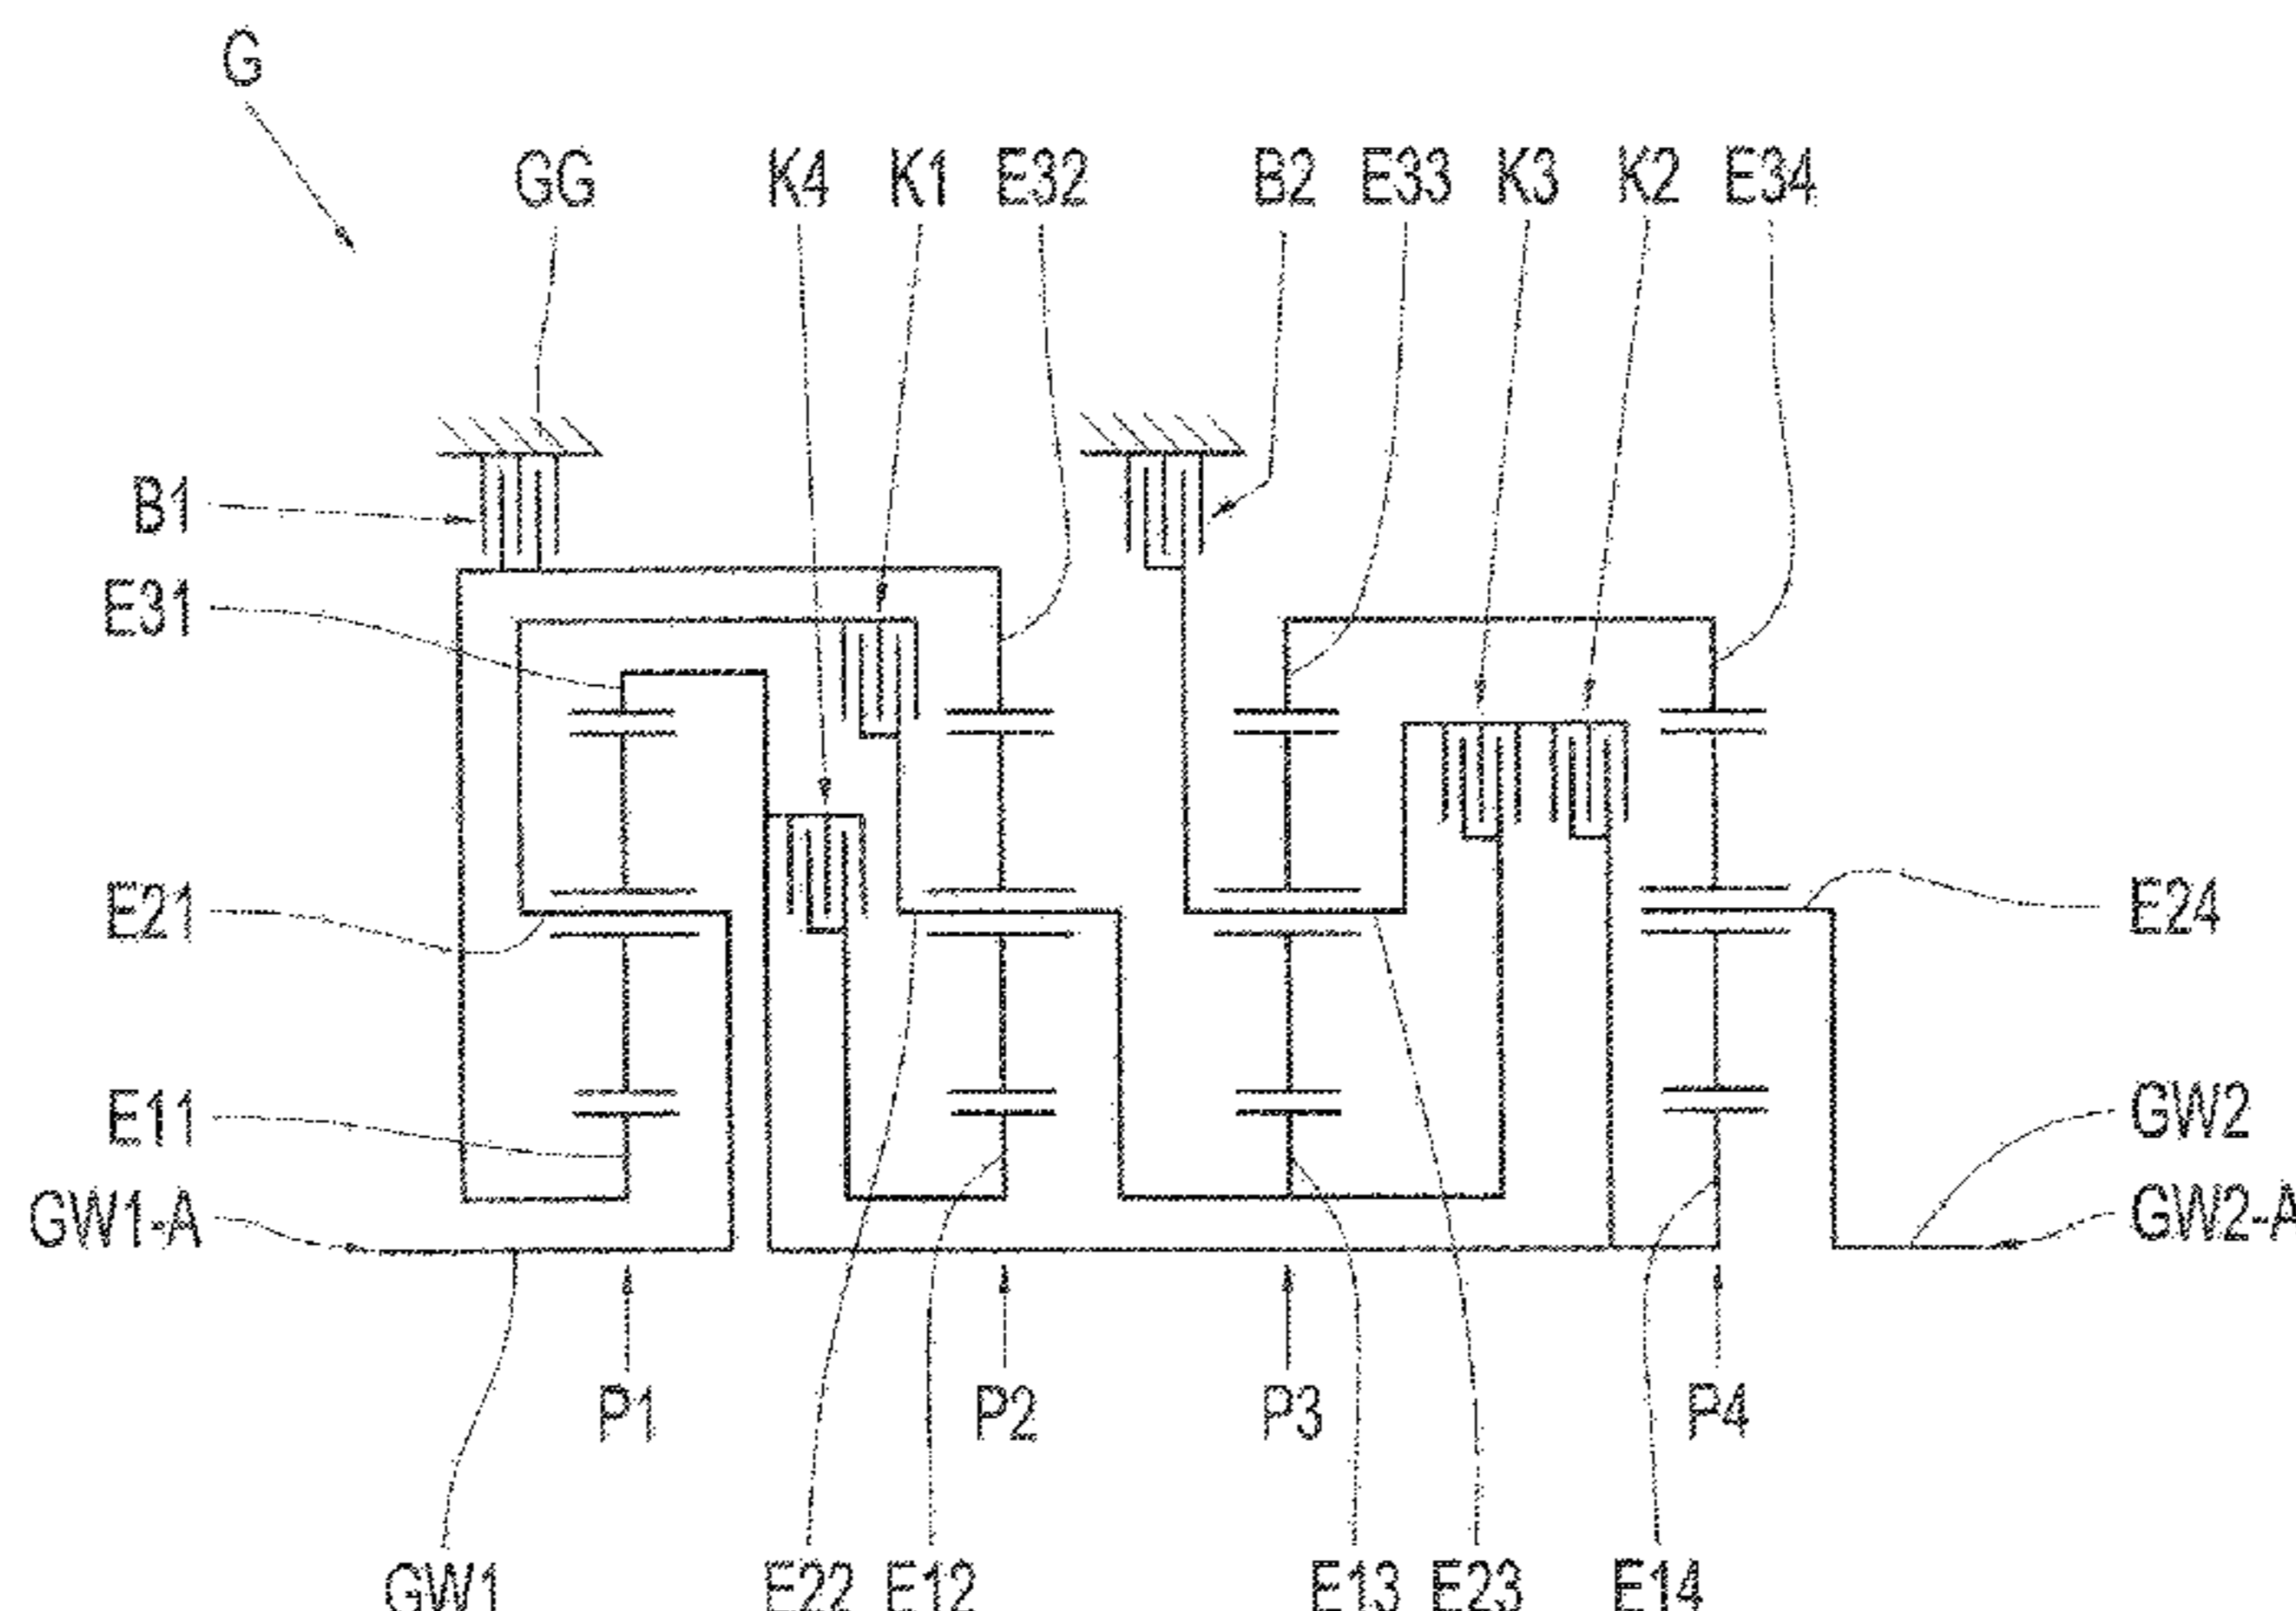 G
GG K4 K1 E32 B2 E33 K3 K2 E34
B1
E31
E21
E24
E11
GW2
GW1-A
GW2-A
P1 P2 P3 P4
GW1 E22 E12 E13 E23 E14